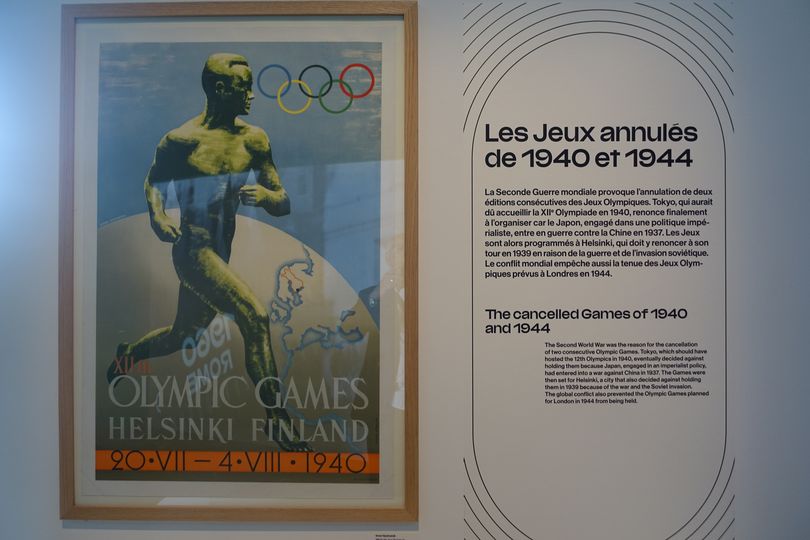 XIIth
OLYMPIC GAMES
HELSINKI FINLAND
20·VII — 4·VIII·1940
1960
ROME
Les Jeux annulés
de 1940 et 1944
La Seconde Guerre mondiale provoque l'annulation de deux
éditions consécutives des Jeux Olympiques. Tokyo, qui aurait
dû accueillir la XIIᵉ Olympiade en 1940, renonce finalement
à l'organiser car le Japon, engagé dans une politique impé-
rialiste, entre en guerre contre la Chine en 1937. Les Jeux
sont alors programmés à Helsinki, qui doit y renoncer à son
tour en 1939 en raison de la guerre et de l'invasion soviétique.
Le conflit mondial empêche aussi la tenue des Jeux Olym-
piques prévus à Londres en 1944.
The cancelled Games of 1940
and 1944
The Second World War was the reason for the cancellation
of two consecutive Olympic Games. Tokyo, which should have
hosted the 12th Olympics in 1940, eventually decided against
holding them because Japan, engaged in an imperialist policy,
had entered into a war against China in 1937. The Games were
then set for Helsinki, a city that also decided against holding
them in 1939 because of the war and the Soviet Invasion.
The global conflict also prevented the Olympic Games planned
for London in 1944 from being held.